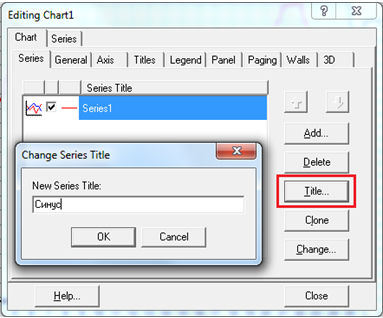 Editing Chart1
?
Chart Series
Series General Axis Titles Legend Panel Paging Walls 3D
Series Title
Series1
Add...
Change Series Title
Delete
New Series Title:
Title...
Синус
Clone
OK Cancel
Change...
Help... Close